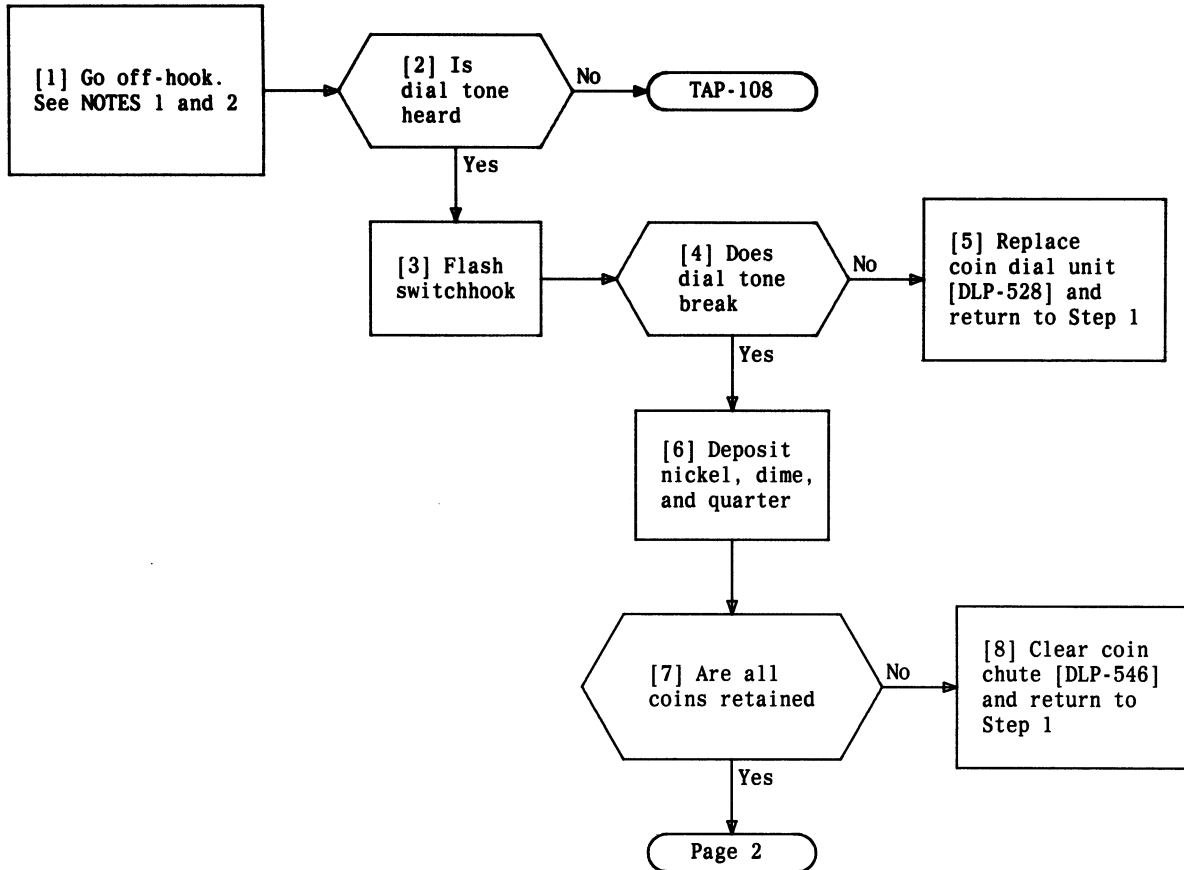 [1] Go off-hook.
See NOTES 1 and 2
[2] Is
dial tone
heard
No
TAP-108
Yes
[3] Flash
switchhook
[4] Does
dial tone
break
No
[5] Replace
coin dial unit
[DLP-528] and
return to Step 1
Yes
[6] Deposit
nickel, dime,
and quarter
[7] Are all
coins retained
No
[8] Clear coin
chute [DLP-546]
and return to
Step 1
Yes
Page 2